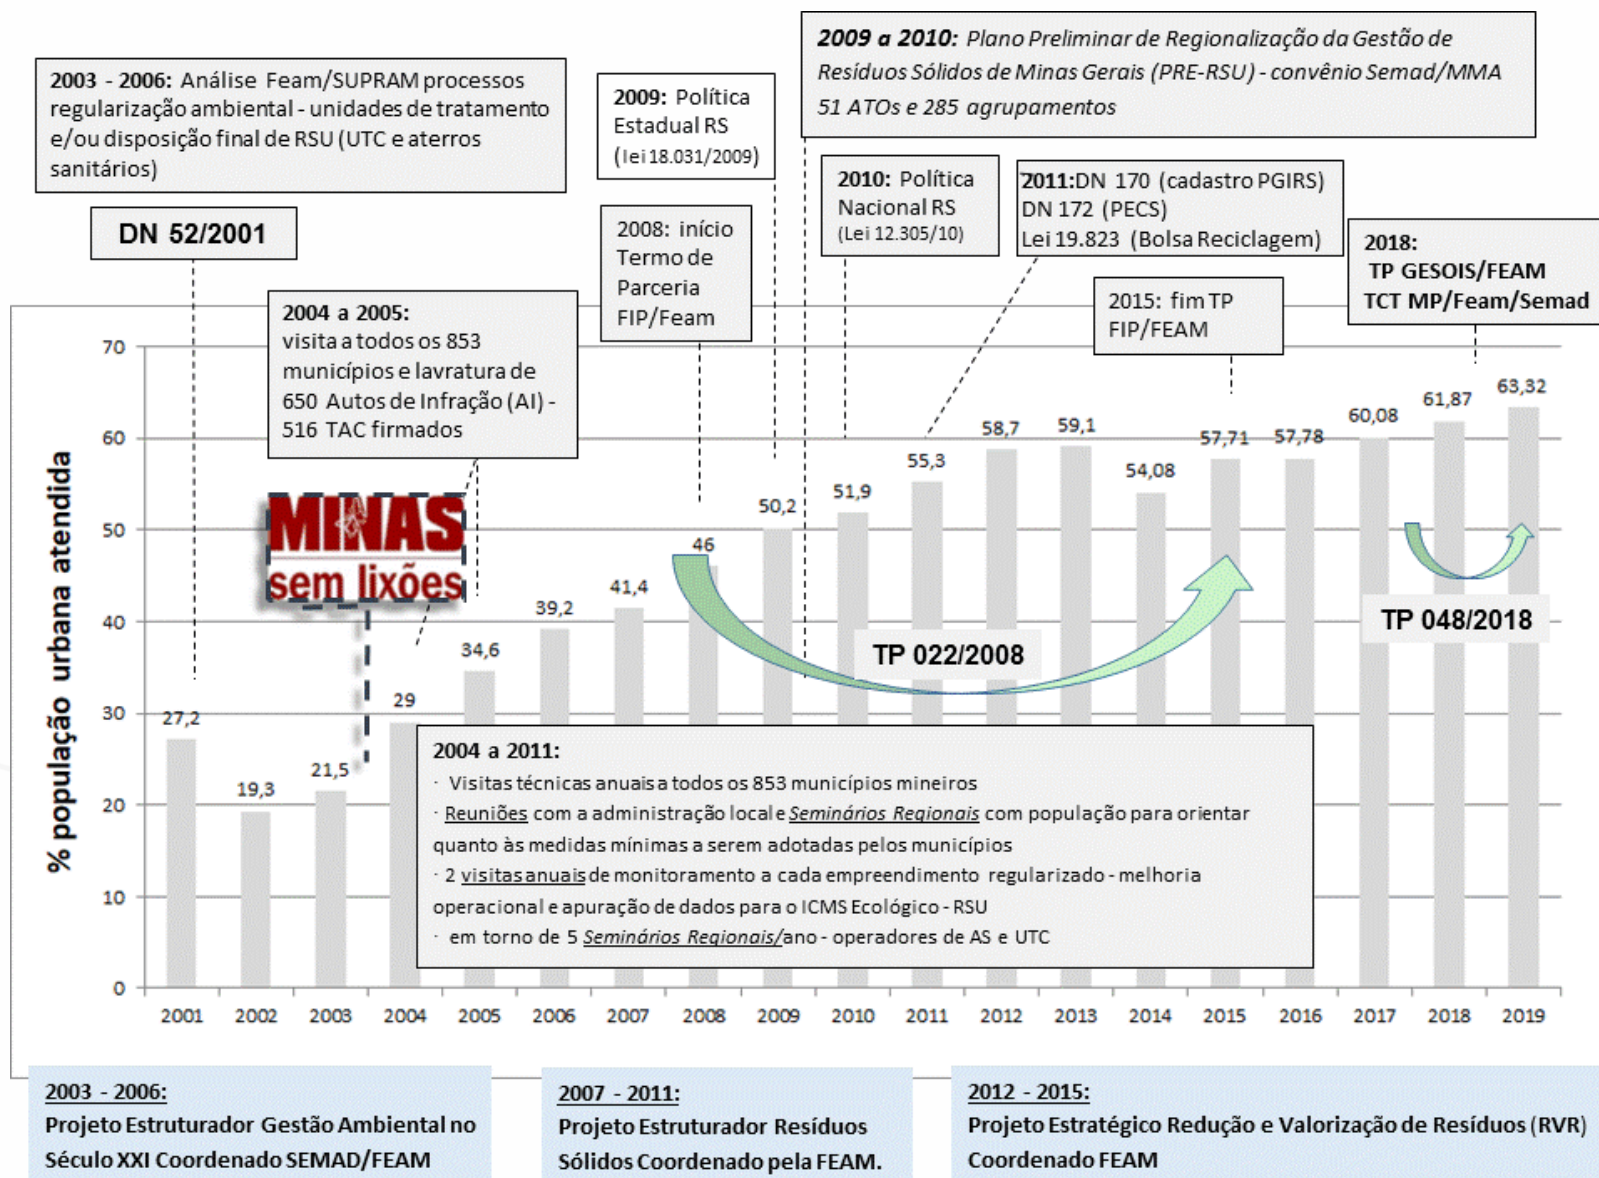 2009 a 2010: Plano Preliminar de Regionalização da Gestão de
Resíduos Sólidos de Minas Gerais (PRE-RSU) - convênio Semad/MMA
51 ATOs e 285 agrupamentos
2003 - 2006: Análise Feam/SUPRAM processos
regularização ambiental - unidades de tratamento
e/ou disposição final de RSU (UTC e aterros
sanitários)
2009: Política
Estadual RS
(lei 18.031/2009)
2010: Política
Nacional RS
(Lei 12.305/10)
2011:DN 170 (cadastro PGIRS)
DN 172 (PECS)
Lei 19.823 (Bolsa Reciclagem)
DN 52/2001
2008: início
Termo de
Parceria
FIP/Feam
2018:
TP GESOIS/FEAM
TCT MP/Feam/Semad
2004 a 2005:
visita a todos os 853
municípios e lavratura de
650 Autos de Infração (AI) -
516 TAC firmados
2015: fim TP
FIP/FEAM
MINAS
sem lixões
% população urbana atendida
70
60
50
40
30
20
10
0
27,2
19,3
21,5
29
34,6
39,2
41,4
46
50,2
51,9
55,3
58,7
59,1
54,08
57,71
57,78
60,08
61,87
63,32
TP 022/2008
TP 048/2018
2004 a 2011:
· Visitas técnicas anuais a todos os 853 municípios mineiros
· Reuniões com a administração local e Seminários Regionais com população para orientar
quanto às medidas mínimas a serem adotadas pelos municípios
· 2 visitas anuais de monitoramento a cada empreendimento regularizado - melhoria
operacional e apuração de dados para o ICMS Ecológico - RSU
· em torno de 5 Seminários Regionais/ano - operadores de AS e UTC
2001 2002 2003 2004 2005 2006 2007 2008 2009 2010 2011 2012 2013 2014 2015 2016 2017 2018 2019
2003 - 2006:
Projeto Estruturador Gestão Ambiental no
Século XXI Coordenado SEMAD/FEAM
2007 - 2011:
Projeto Estruturador Resíduos
Sólidos Coordenado pela FEAM.
2012 - 2015:
Projeto Estratégico Redução e Valorização de Resíduos (RVR)
Coordenado FEAM